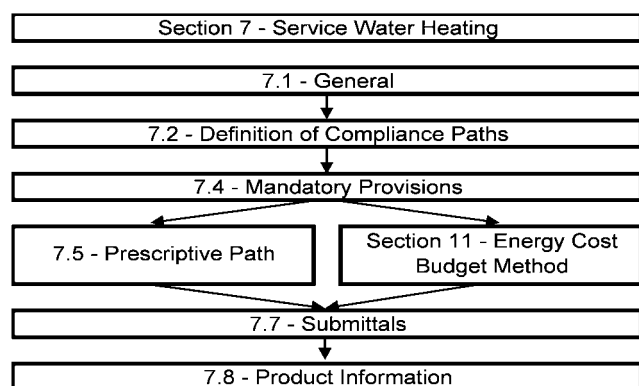 Section 7 - Service Water Heating
7.1 - General
7.2 - Definition of Compliance Paths
7.4 - Mandatory Provisions
7.5 - Prescriptive Path
Section 11 - Energy Cost
Budget Method
7.7 - Submittals
7.8 - Product Information